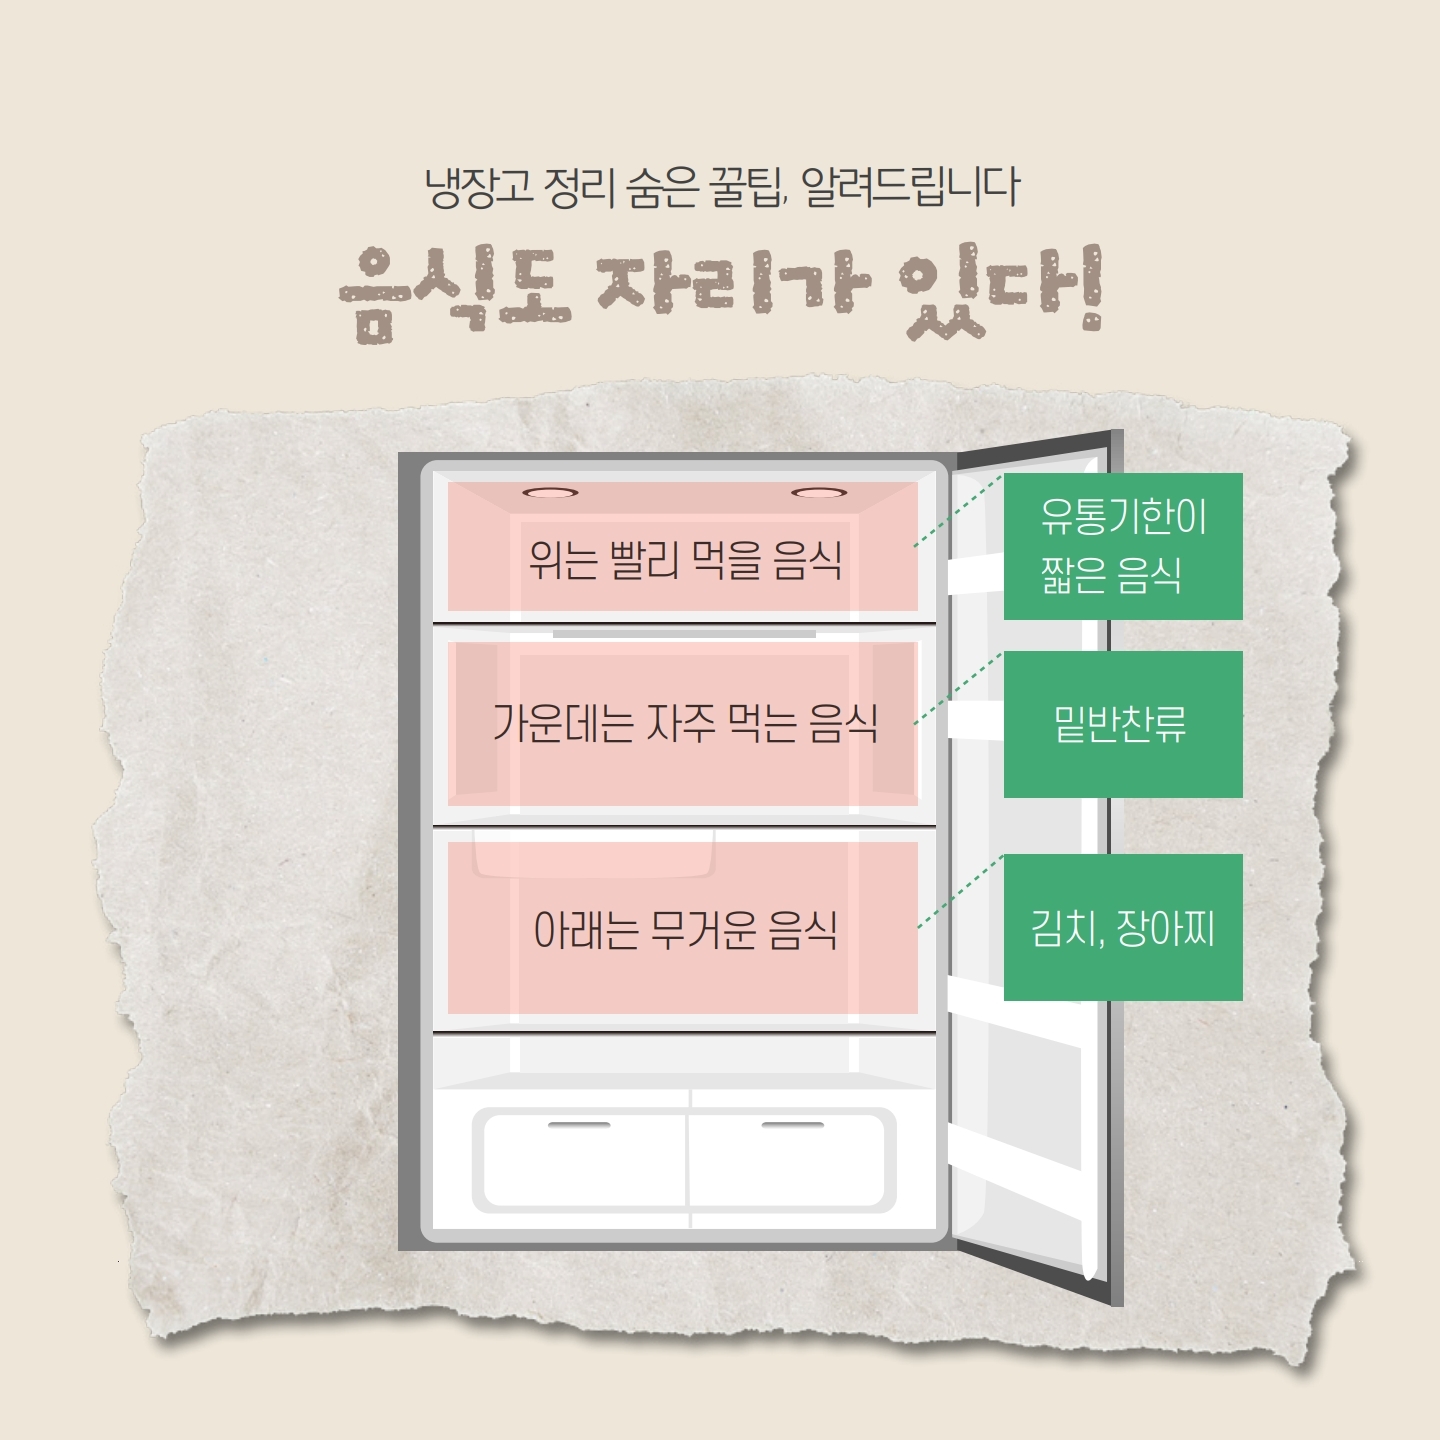 냉장고 정리 숨은 꿀팁, 알려드립니다
음식도 자리가 있다!
위는 빨리 먹을 음식
유통기한이
짧은 음식
가운데는 자주 먹는 음식
밑반찬류
아래는 무거운 음식
김치, 장아찌